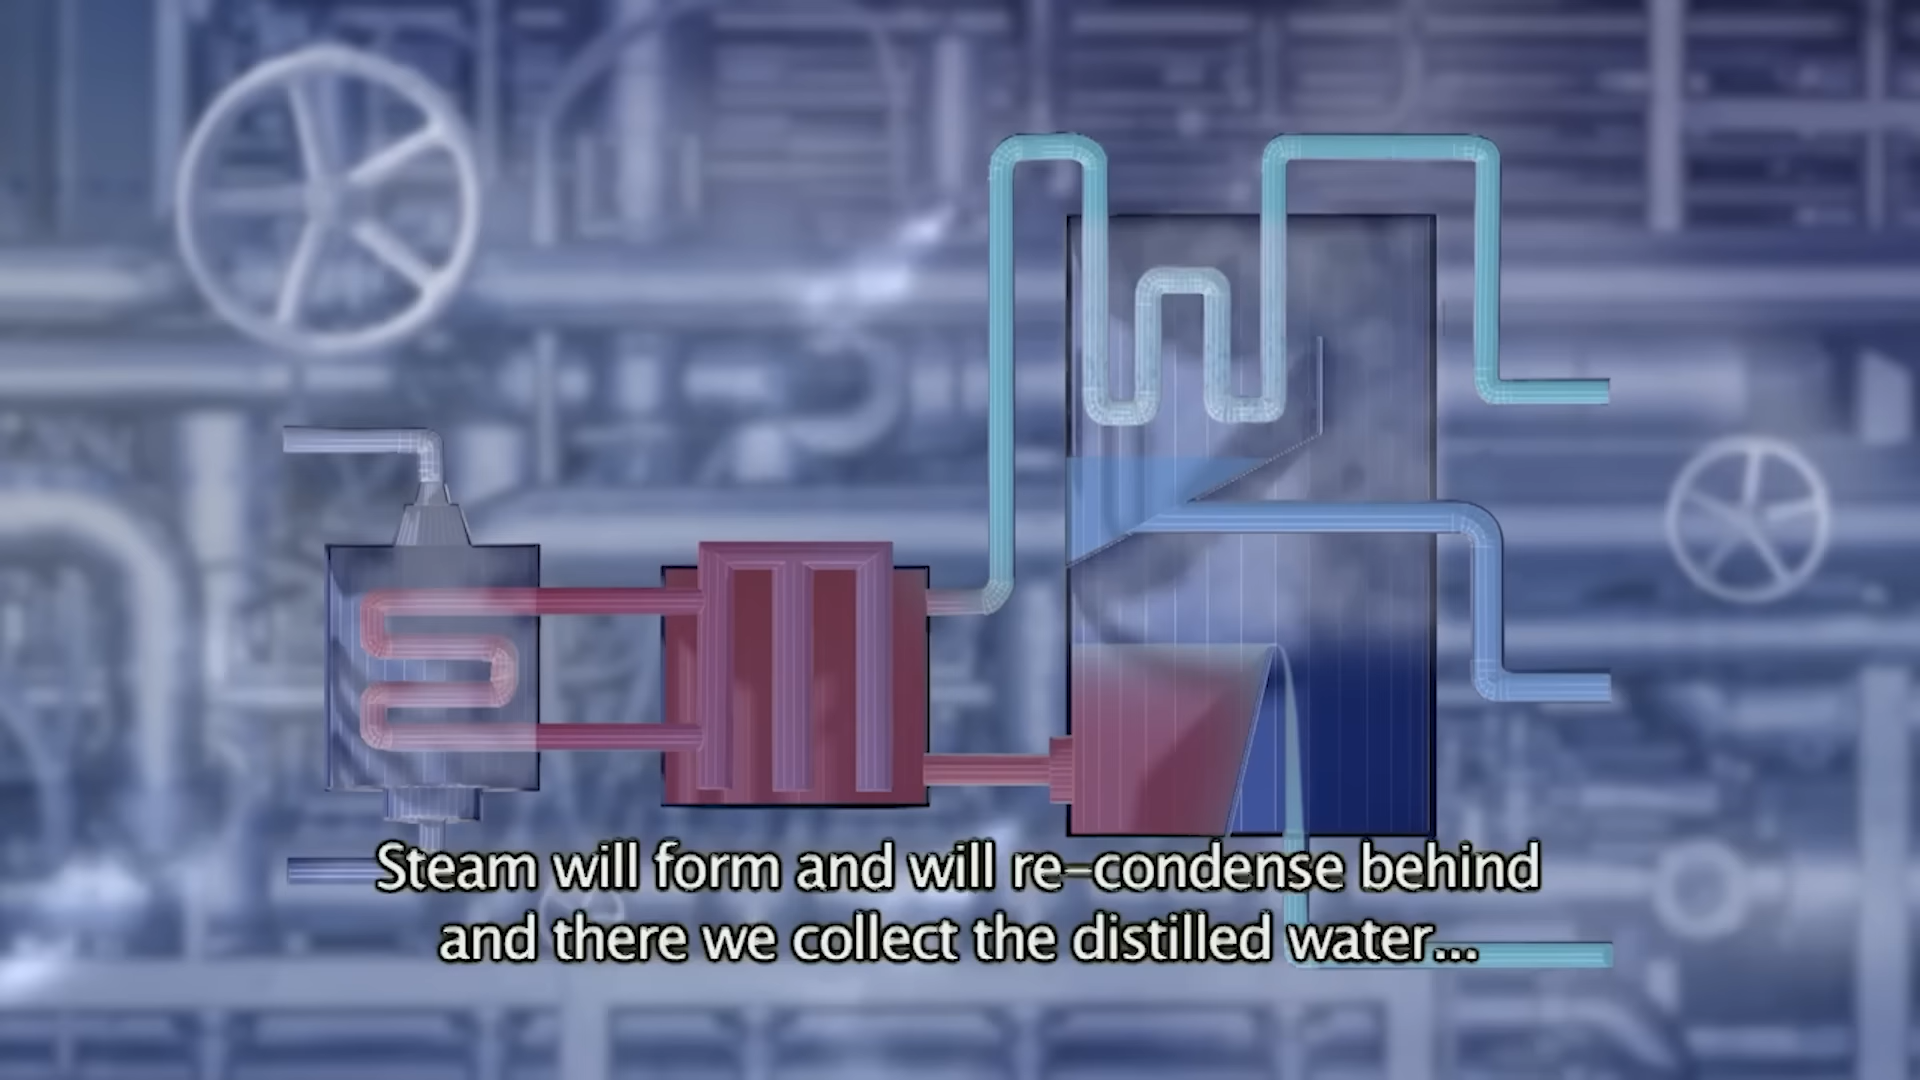 Steam will form and will re-condense behind
and there we collect the distilled water...